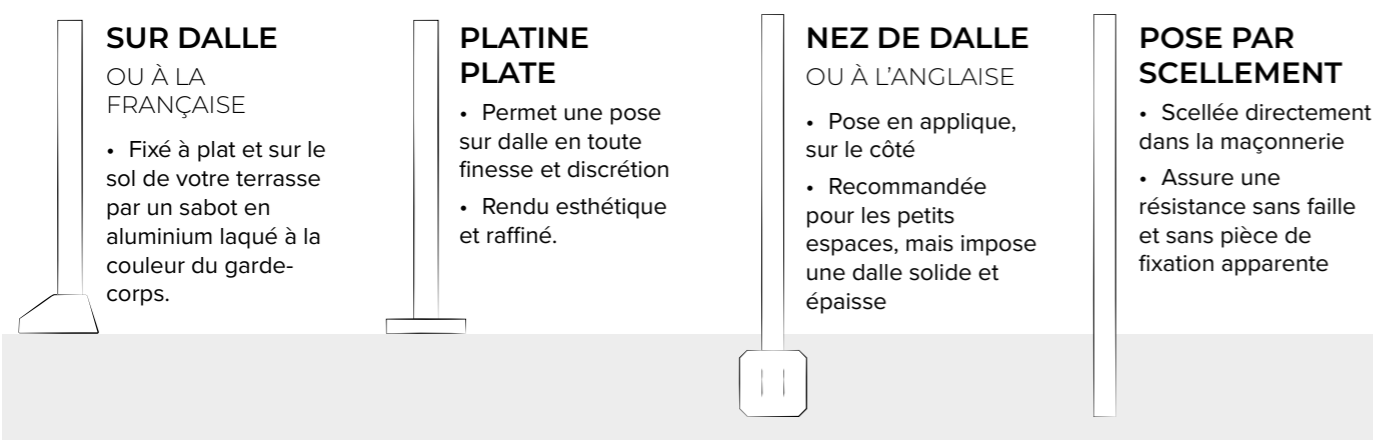 SUR DALLE
OU À LA
FRANÇAISE
• Fixé à plat et sur le
sol de votre terrasse
par un sabot en
aluminium laqué à la
couleur du garde-
corps.
PLATINE
PLATE
• Permet une pose
sur dalle en toute
finesse et discrétion
• Rendu esthétique
et raffiné.
NEZ DE DALLE
OU À L’ANGLAISE
• Pose en applique,
sur le côté
• Recommandée
pour les petits
espaces, mais impose
une dalle solide et
épaisse
POSE PAR
SCELLEMENT
• Scellée directement
dans la maçonnerie
• Assure une
résistance sans faille
et sans pièce de
fixation apparente